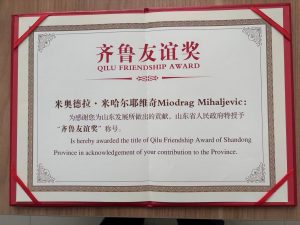 齐鲁友谊奖
QILU FRIENDSHIP AWARD
米奥德拉·米哈尔耶维奇Miodrag Mihaljevic:
为感谢您为山东发展所做出的贡献，山东省人民政府特授予
“齐鲁友谊奖”称号。
Is hereby awarded the title of Qilu Friendship Award of Shandong
Province in acknowledgement of your contribution to the Province.